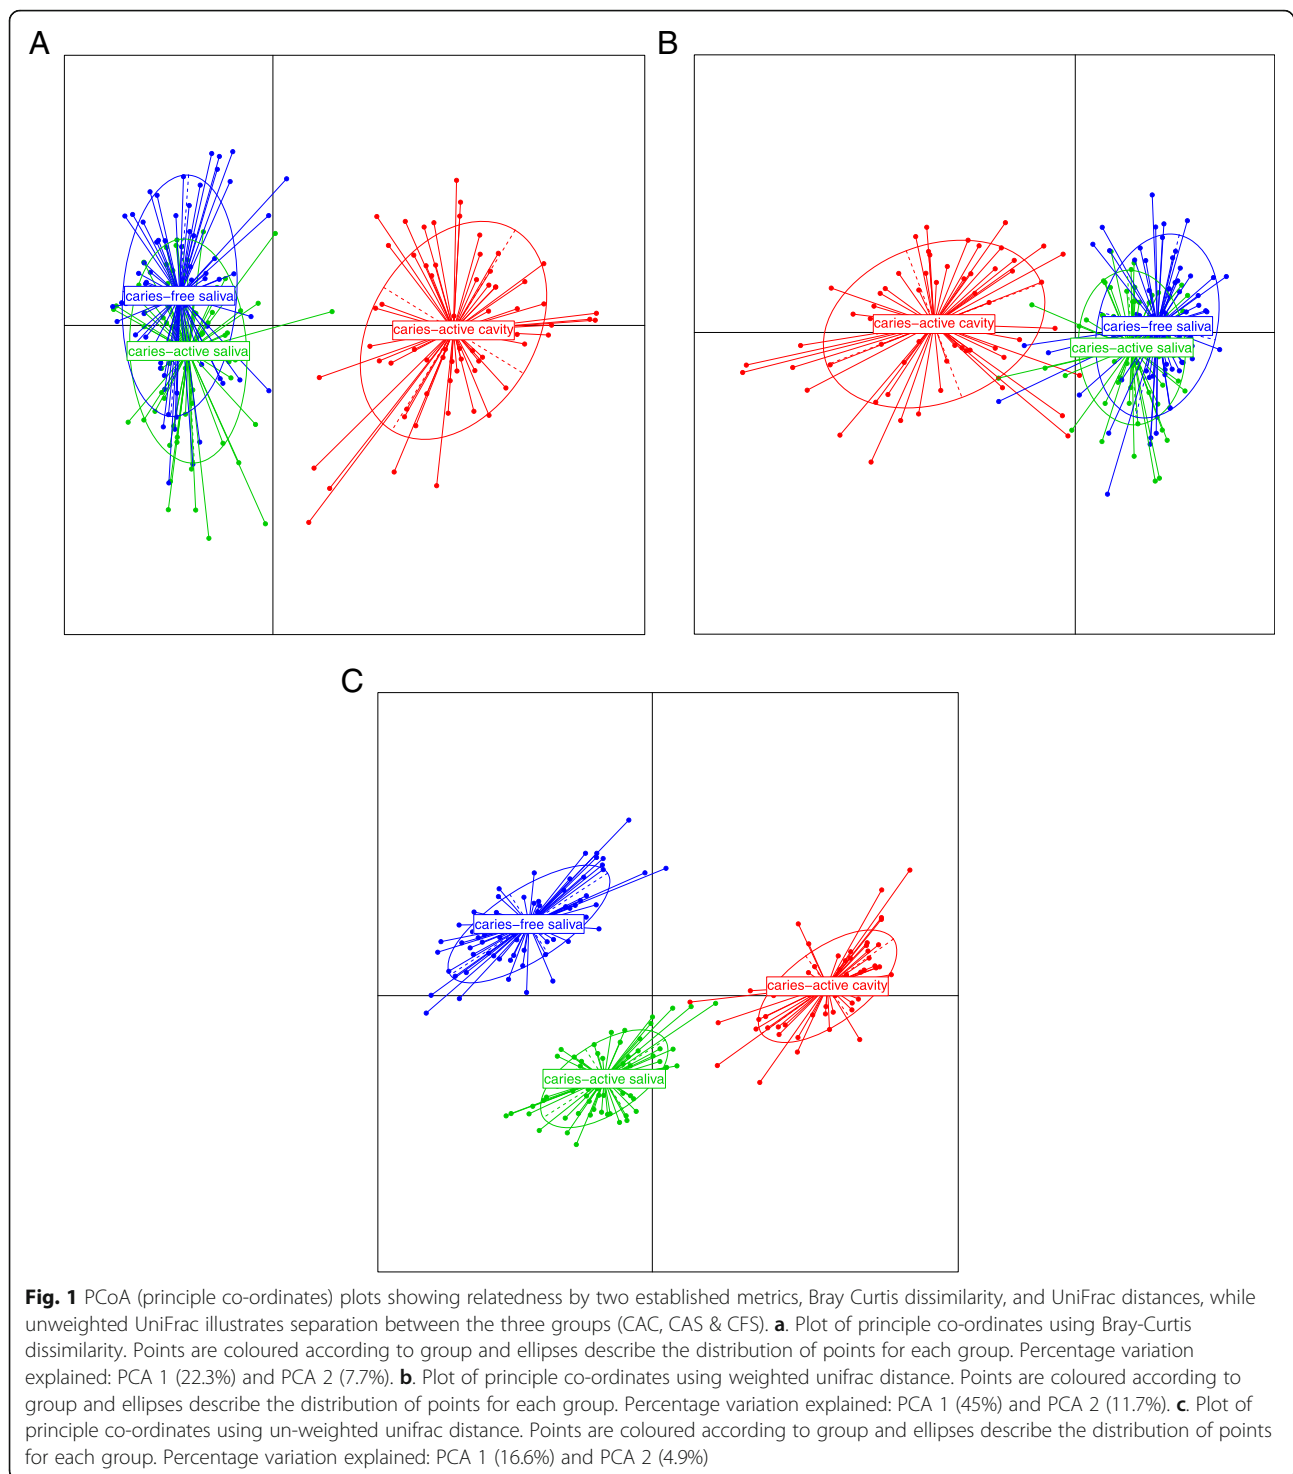 A
B
caries–free saliva
caries–active saliva
caries–active cavity
caries–active cavity
caries–free saliva
caries–active saliva
C
caries–free saliva
caries–active cavity
caries–active saliva
Fig. 1 PCoA (principle co-ordinates) plots showing relatedness by two established metrics, Bray Curtis dissimilarity, and UniFrac distances, while
unweighted UniFrac illustrates separation between the three groups (CAC, CAS & CFS). a. Plot of principle co-ordinates using Bray-Curtis
dissimilarity. Points are coloured according to group and ellipses describe the distribution of points for each group. Percentage variation
explained: PCA 1 (22.3%) and PCA 2 (7.7%). b. Plot of principle co-ordinates using weighted unifrac distance. Points are coloured according to
group and ellipses describe the distribution of points for each group. Percentage variation explained: PCA 1 (45%) and PCA 2 (11.7%). c. Plot of
principle co-ordinates using un-weighted unifrac distance. Points are coloured according to group and ellipses describe the distribution of points
for each group. Percentage variation explained: PCA 1 (16.6%) and PCA 2 (4.9%)